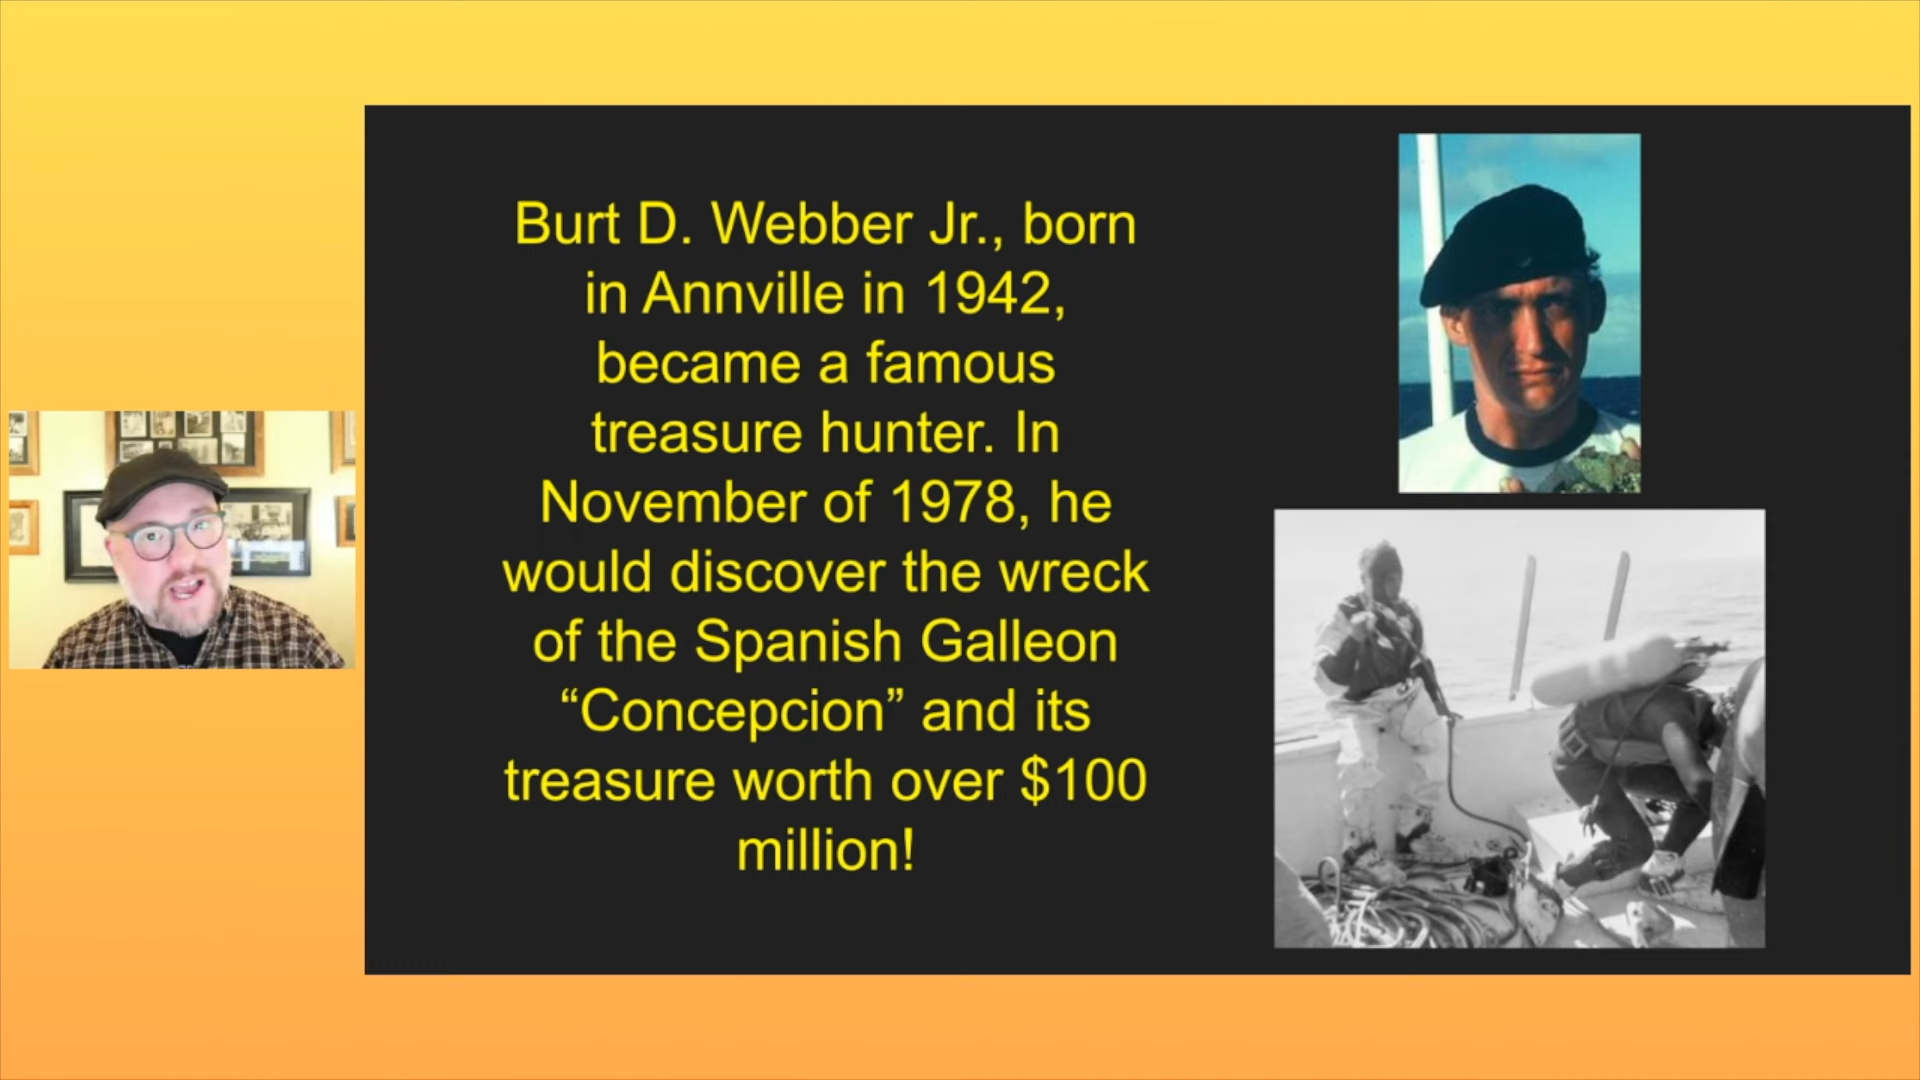 Burt D. Webber Jr., born
in Annville in 1942,
became a famous
treasure hunter. In
November of 1978, he
would discover the wreck
of the Spanish Galleon
“Concepcion” and its
treasure worth over $100
million!